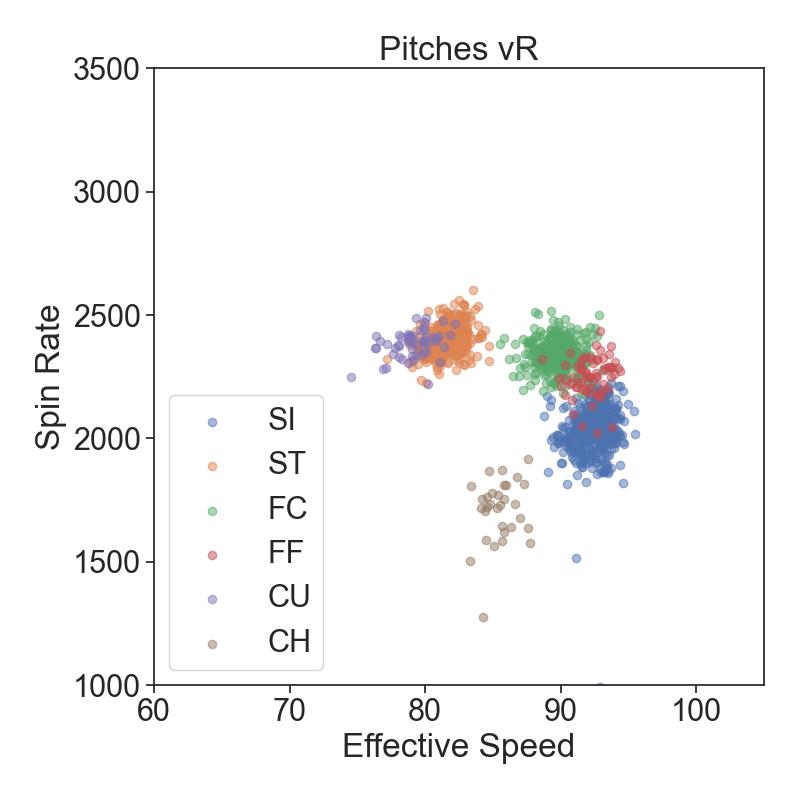 Pitches vR
3500
3000
2500
2000
1500
1000
Spin Rate
SI
ST
FC
FF
CU
CH
60 70 80 90 100
Effective Speed